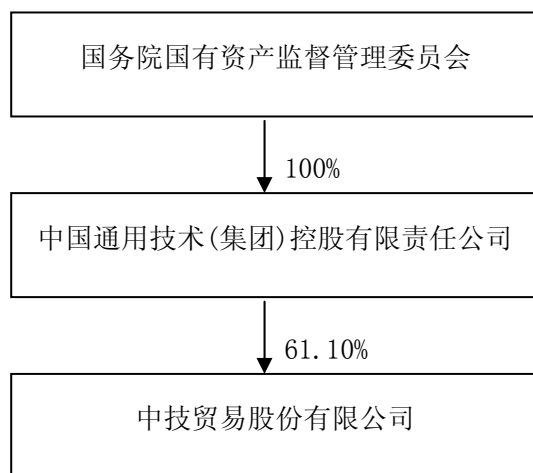 国务院国有资产监督管理委员会
100%
中国通用技术(集团)控股有限责任公司
61.10%
中技贸易股份有限公司